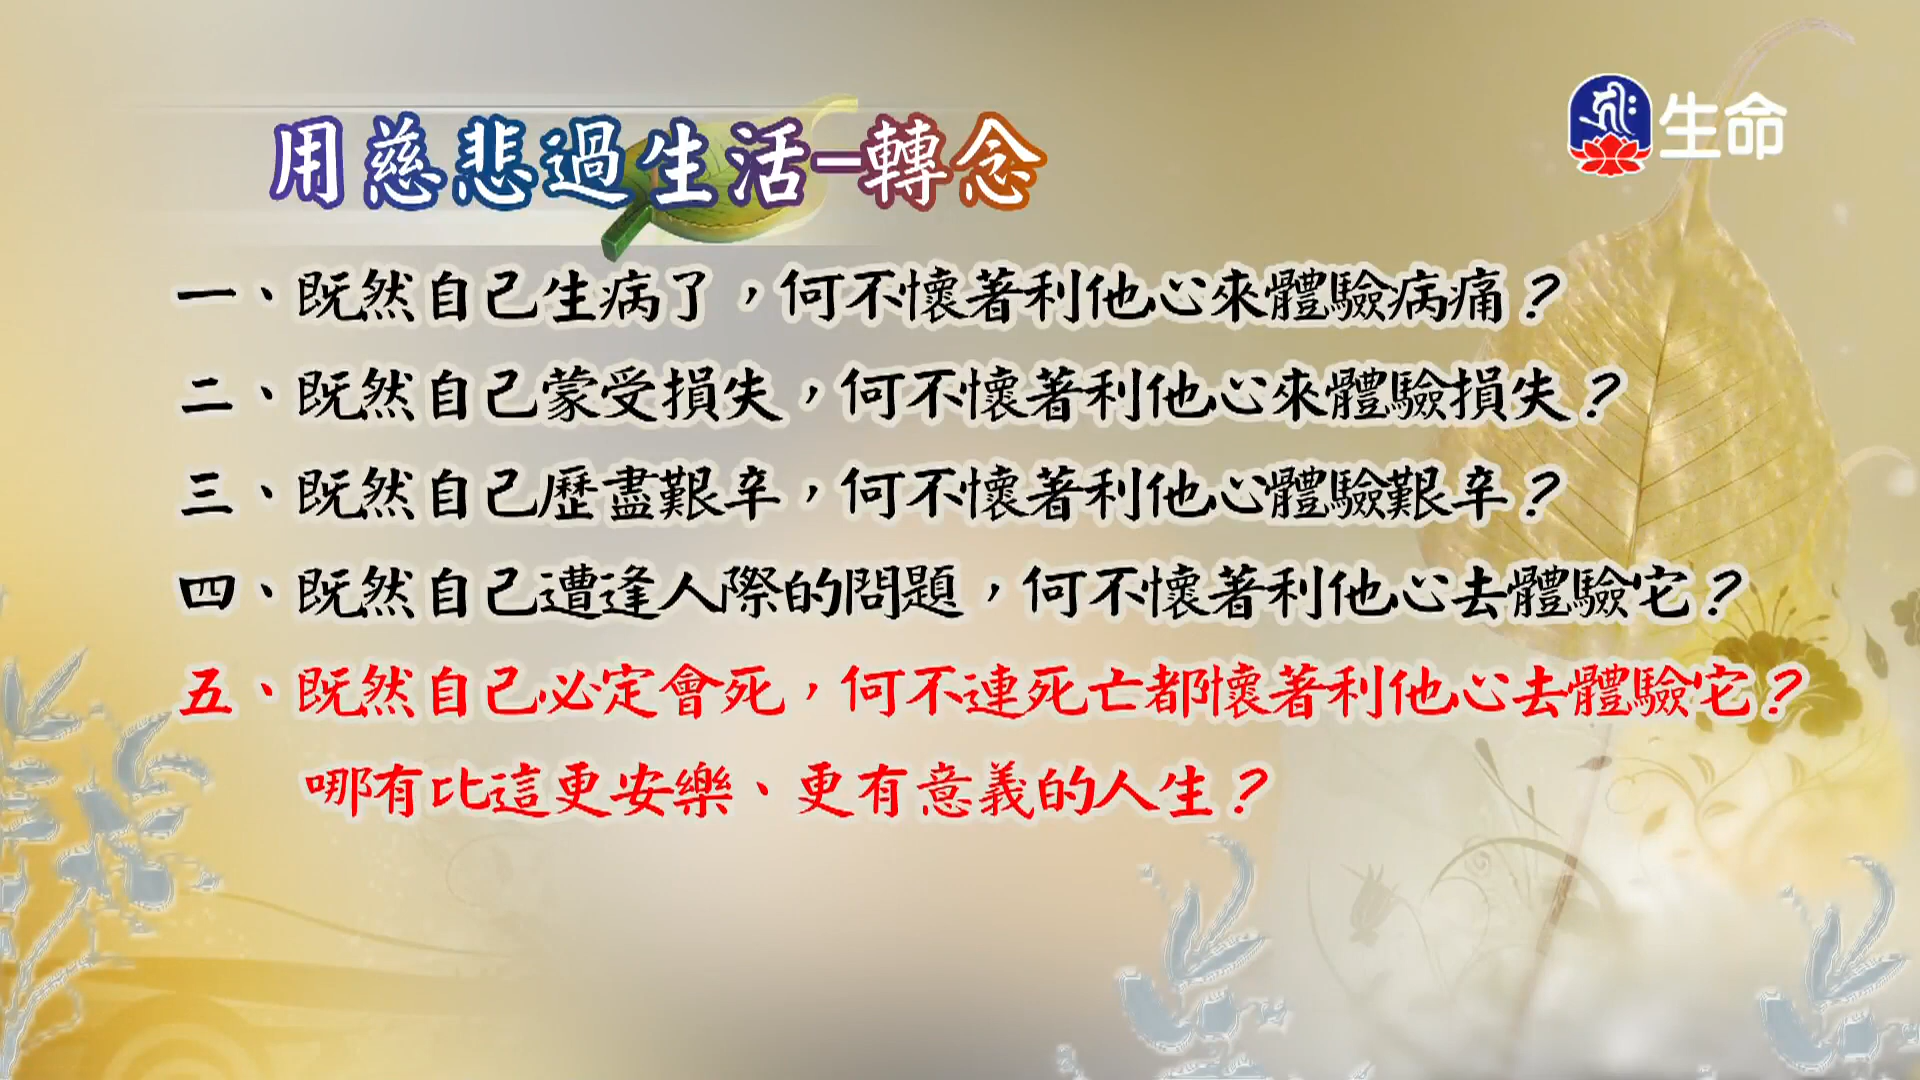 生命
用慈悲過生活-轉念
一、既然自己生病了，何不懷著利他心來體驗病痛？
二、既然自己蒙受損失，何不懷著利他心來體驗損失？
三、既然自己歷盡艱辛，何不懷著利他心體驗艱辛？
四、既然自己遭逢人際的問題，何不懷著利他心去體驗它？
五、既然自己必定會死，何不連死亡都懷著利他心去體驗它？
哪有比這更安樂、更有意義的人生？